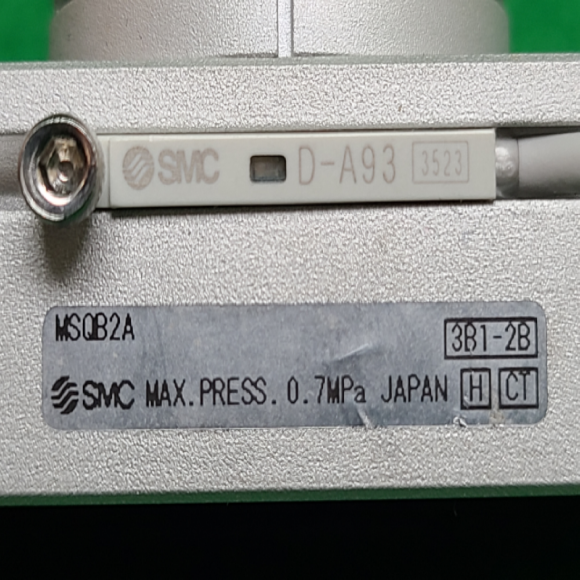 SMC D-A93 3523
MSQB2A 3B1-2B
SMC MAX.PRESS. 0.7MPa JAPAN H CT